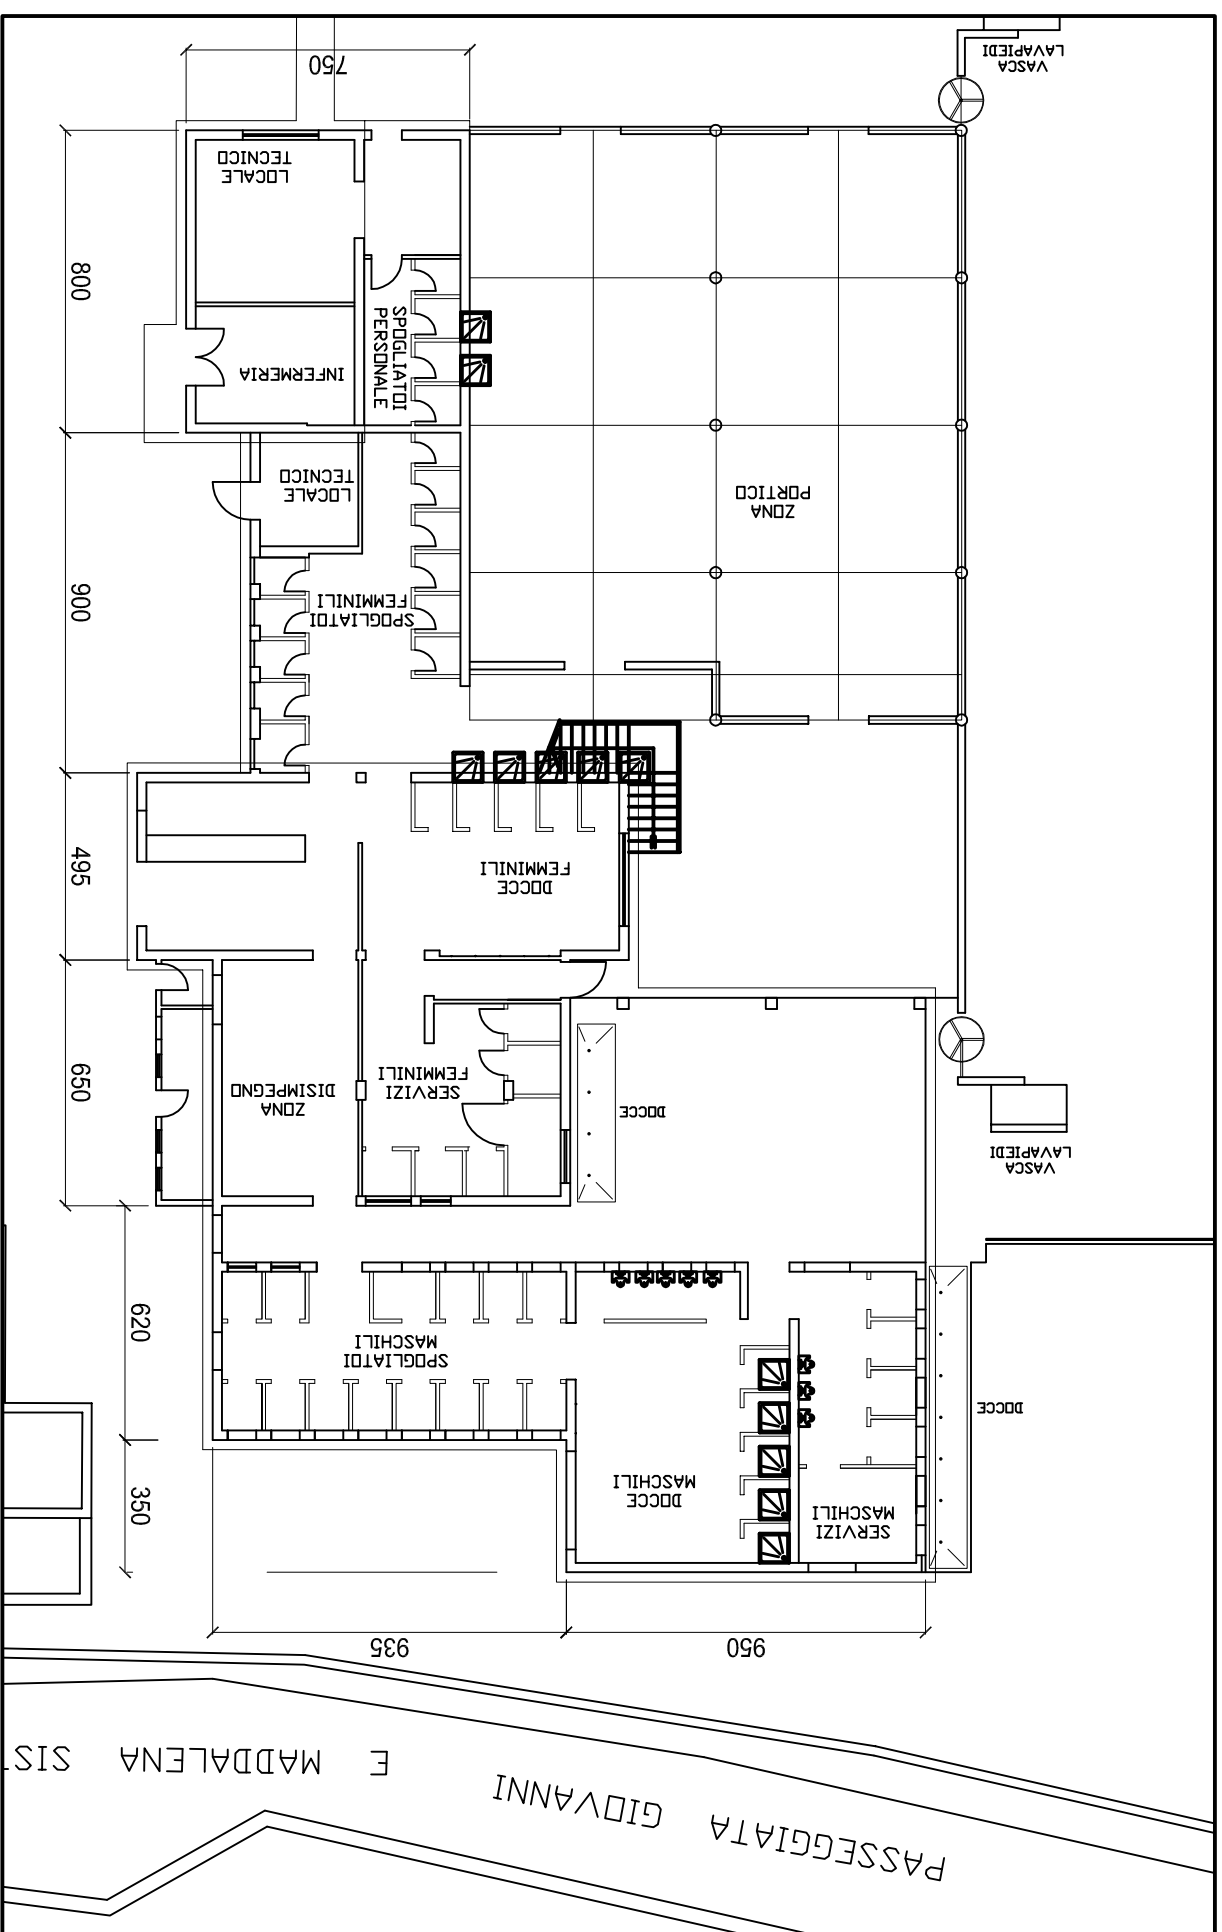 PASSEGGIATA GIOVANNI E MADDALENA
950
935
350
620
SERVIZI
MASCHILI
DOCCE
MASCHILI
DOCCE
SPOGLIATOI
MASCHILI
VASCA
LAVAPIEDI
DOCCE
SERVIZI
FEMMINILI
ZONA
DISIMPEGNO
650
DOCCE
FEMMINILI
495
SPOGLIATOI
FEMMINILI
900
ZONA
PORTICO
LOCALE
TECNICO
SPOGLIATOI
PERSONALE
INFERMERIA
800
LOCALE
TECNICO
750
VASCA
LAVAPIEDI